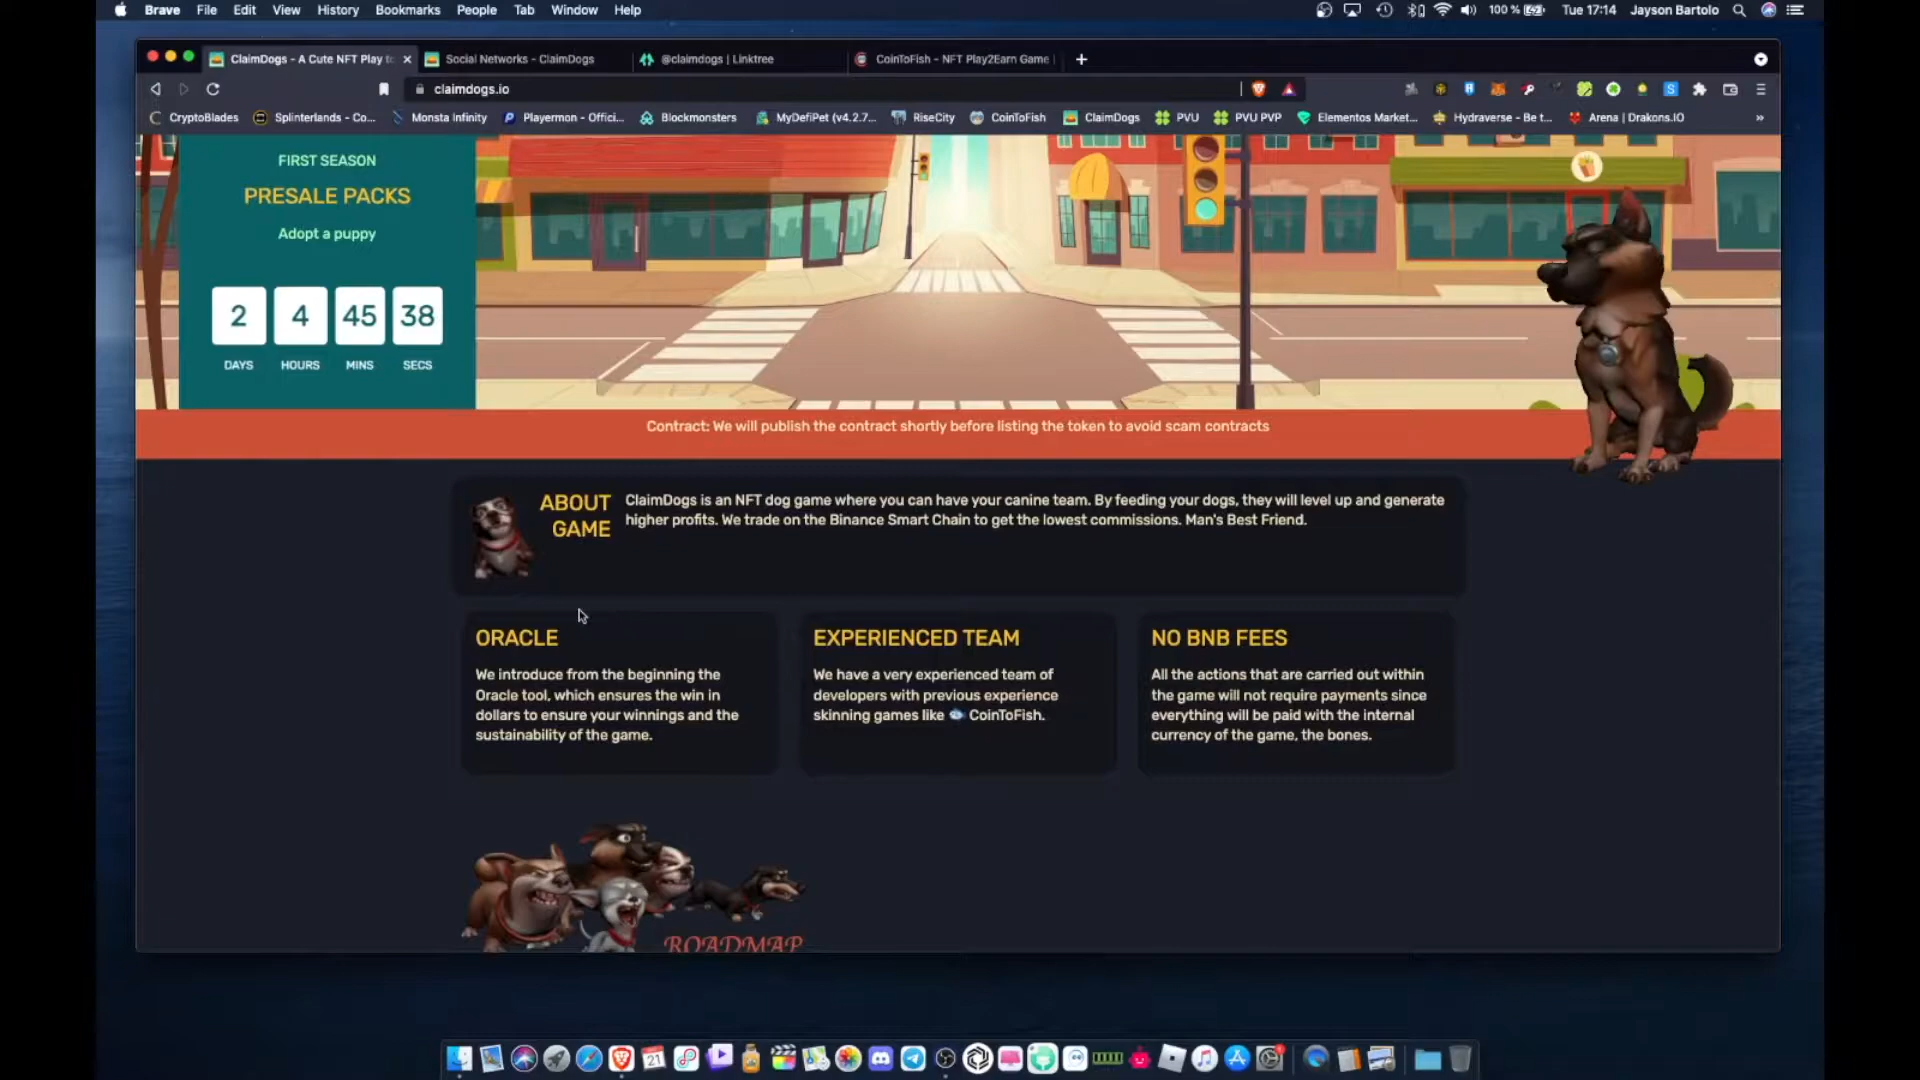 Brave File Edit View History Bookmarks People Tab Window Help 100 % Tue 17:14 Jayson Bartolo
ClaimDogs - A Cute NFT Play to Social Networks - ClaimDogs @claimdogs | Linktree CoinToFish - NFT Play2Earn Game |
claimdogs.io
CryptoBlades Splinterlands - Co... Monsta Infinity Playermon - Offici... Blockmonsters MyDefiPet (v4.2.7... RiseCity CoinToFish ClaimDogs PVU PVU PVP Elementos Market... Hydraverse - Be t... Arena | Drakons.IO »
FIRST SEASON
PRESALE PACKS
Adopt a puppy
2 4 45 38
DAYS HOURS MINS SECS
Contract: We will publish the contract shortly before listing the token to avoid scam contracts
ABOUT
GAME
ClaimDogs is an NFT dog game where you can have your canine team. By feeding your dogs, they will level up and generate
higher profits. We trade on the Binance Smart Chain to get the lowest commissions. Man's Best Friend.
ORACLE
We introduce from the beginning the
Oracle tool, which ensures the win in
dollars to ensure your winnings and the
sustainability of the game.
EXPERIENCED TEAM
We have a very experienced team of
developers with previous experience
skinning games like CoinToFish.
NO BNB FEES
All the actions that are carried out within
the game will not require payments since
everything will be paid with the internal
currency of the game, the bones.
ROADMAP
21